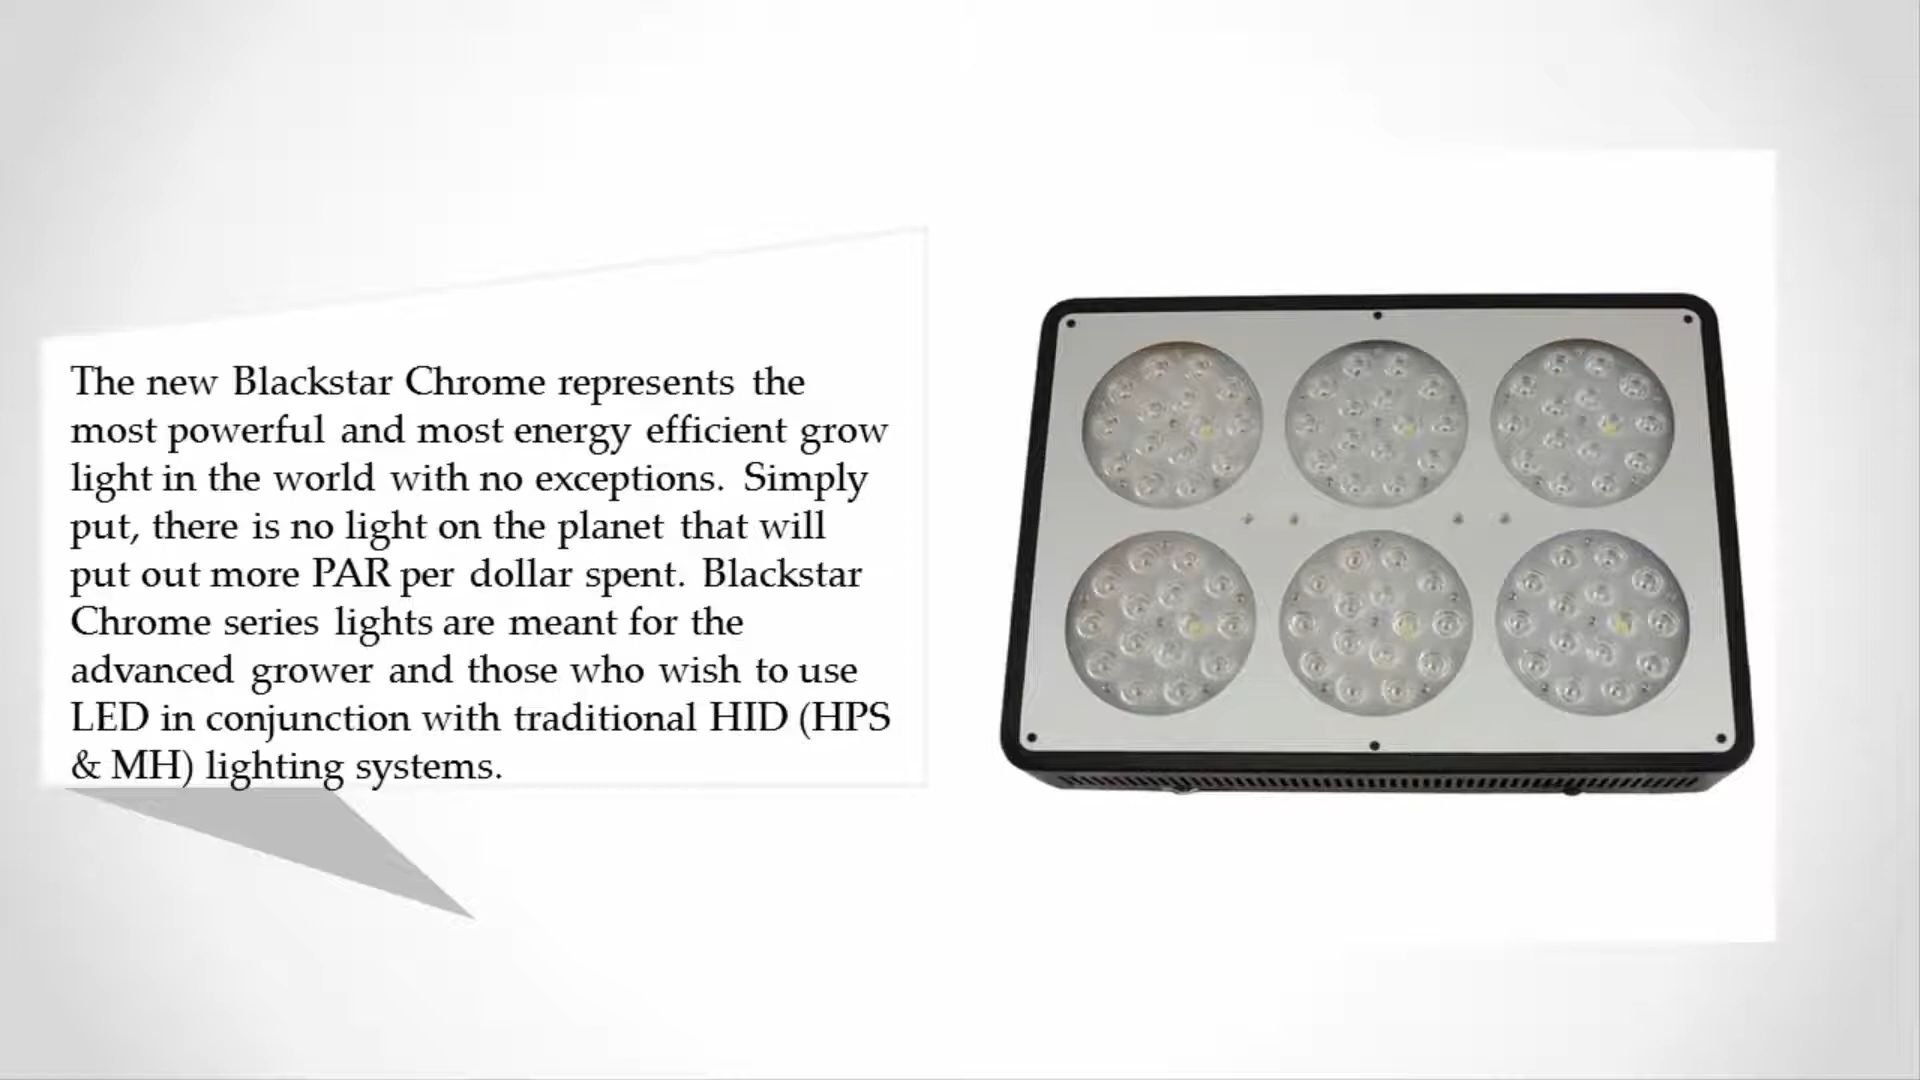 The new Blackstar Chrome represents the
most powerful and most energy efficient grow
light in the world with no exceptions. Simply
put, there is no light on the planet that will
put out more PAR per dollar spent. Blackstar
Chrome series lights are meant for the
advanced grower and those who wish to use
LED in conjunction with traditional HID (HPS
& MH) lighting systems.